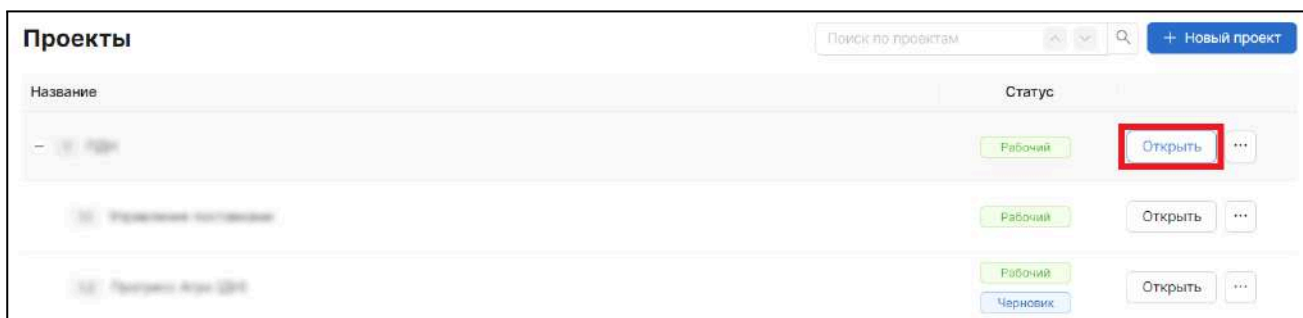 Проекты
Поиск по проектам
+ Новый проект
Название
Статус
Рабочий
Открыть
...
Рабочий
Открыть
...
Рабочий
Черновик
Открыть
...